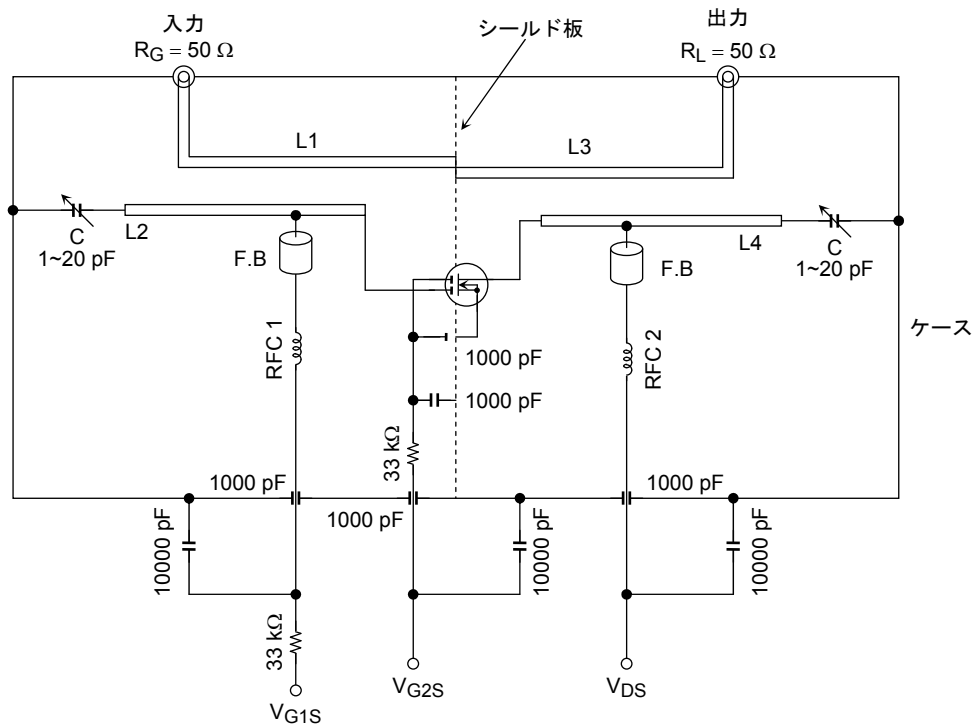 入力
R_G = 50 Ω
シールド板
出力
R_L = 50 Ω
L1
L3
L2
C
1~20 pF
F.B
L4
C
1~20 pF
F.B
ケース
RFC 1
RFC 2
1000 pF
1000 pF
33 kΩ
1000 pF
1000 pF
1000 pF
10000 pF
10000 pF
10000 pF
33 kΩ
V_G1S
V_G2S
V_DS